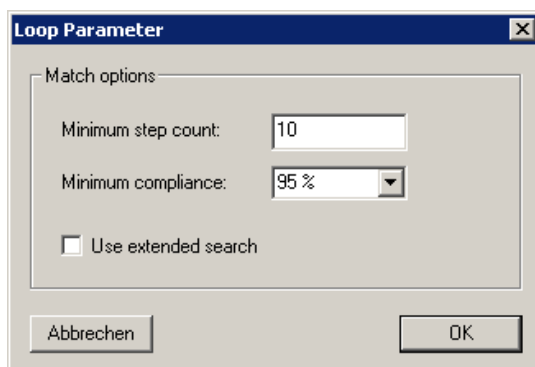 Loop Parameter
Match options
Minimum step count: 10
Minimum compliance: 95 %
Use extended search
Abbrechen OK